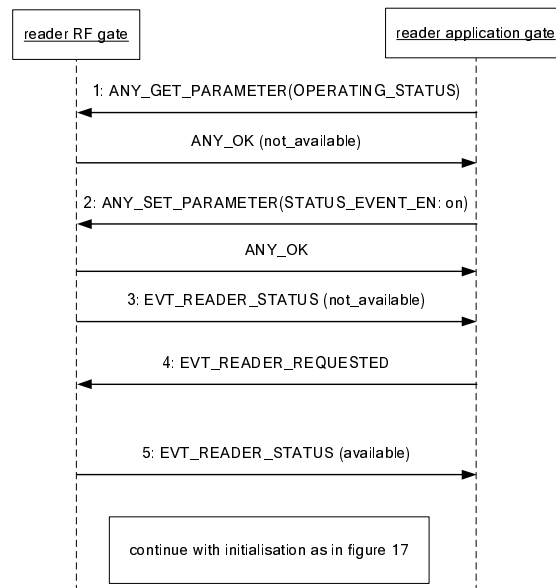 reader RF gate
reader application gate
1: ANY_GET_PARAMETER(OPERATING_STATUS)
ANY_OK (not_available)
2: ANY_SET_PARAMETER(STATUS_EVENT_EN: on)
ANY_OK
3: EVT_READER_STATUS (not_available)
4: EVT_READER_REQUESTED
5: EVT_READER_STATUS (available)
continue with initialisation as in figure 17